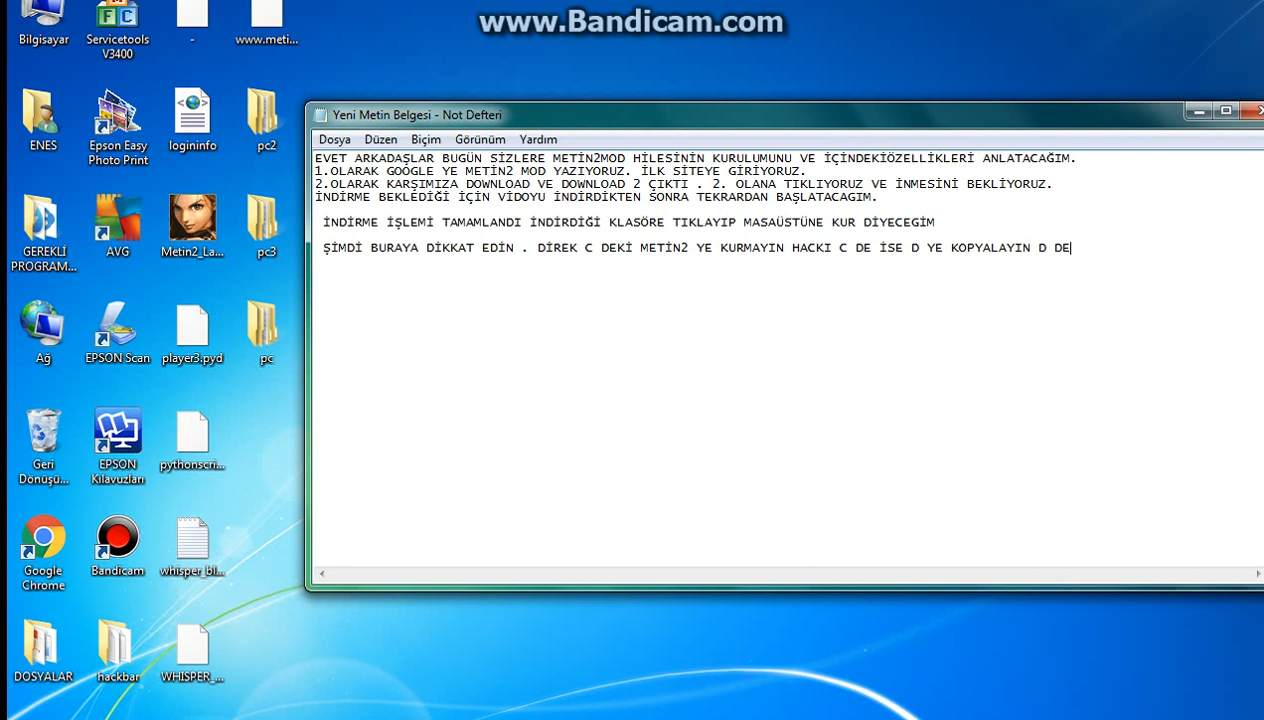 www.Bandicam.com
Bilgisayar
Servicetools
V3400
-
www.meti...
ENES
Epson Easy
Photo Print
logininfo
pc2
GEREKLİ
PROGRAM...
AVG
Metin2_La...
pc3
Ağ
EPSON Scan
player3.pyd
pc
Geri
Dönüşü...
EPSON
Kılavuzları
pythonscri...
Google
Chrome
Bandicam
whisper_bl...
DOSYALAR
hackbar
WHISPER_...
Yeni Metin Belgesi - Not Defteri
Dosya Düzen Biçim Görünüm Yardım
EVET ARKADAŞLAR BUGÜN SİZLERE METİN2MOD HİLESİNİN KURULUMUNU VE İÇİNDEKİÖZELLİKLERİ ANLATACAĞIM.
1.OLARAK GOOGLE YE METİN2 MOD YAZIYORUZ. İLK SİTEYE GİRİYORUZ.
2.OLARAK KARŞIMIZA DOWNLOAD VE DOWNLOAD 2 ÇIKTI . 2. OLANA TIKLIYORUZ VE İNMESİNİ BEKLİYORUZ.
İNDİRME BEKLEDİĞİ İÇİN VİDOYU İNDİRDİKTEN SONRA TEKRARDAN BAŞLATACAGIM.
İNDİRME İŞLEMİ TAMAMLANDI İNDİRDİĞİ KLASÖRE TIKLAYIP MASAÜSTÜNE KUR DİYECEGİM
ŞİMDİ BURAYA DİKKAT EDİN . DİREK C DEKİ METİN2 YE KURMAYIN HACKI C DE İSE D YE KOPYALAYIN D DE